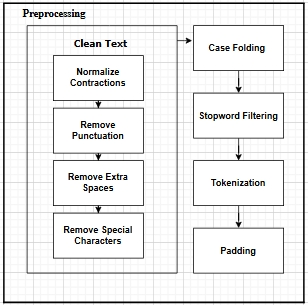 Preprocessing
Clean Text
Normalize
Contractions
Remove
Punctuation
Remove Extra
Spaces
Remove Special
Characters
Case Folding
Stopword Filtering
Tokenization
Padding